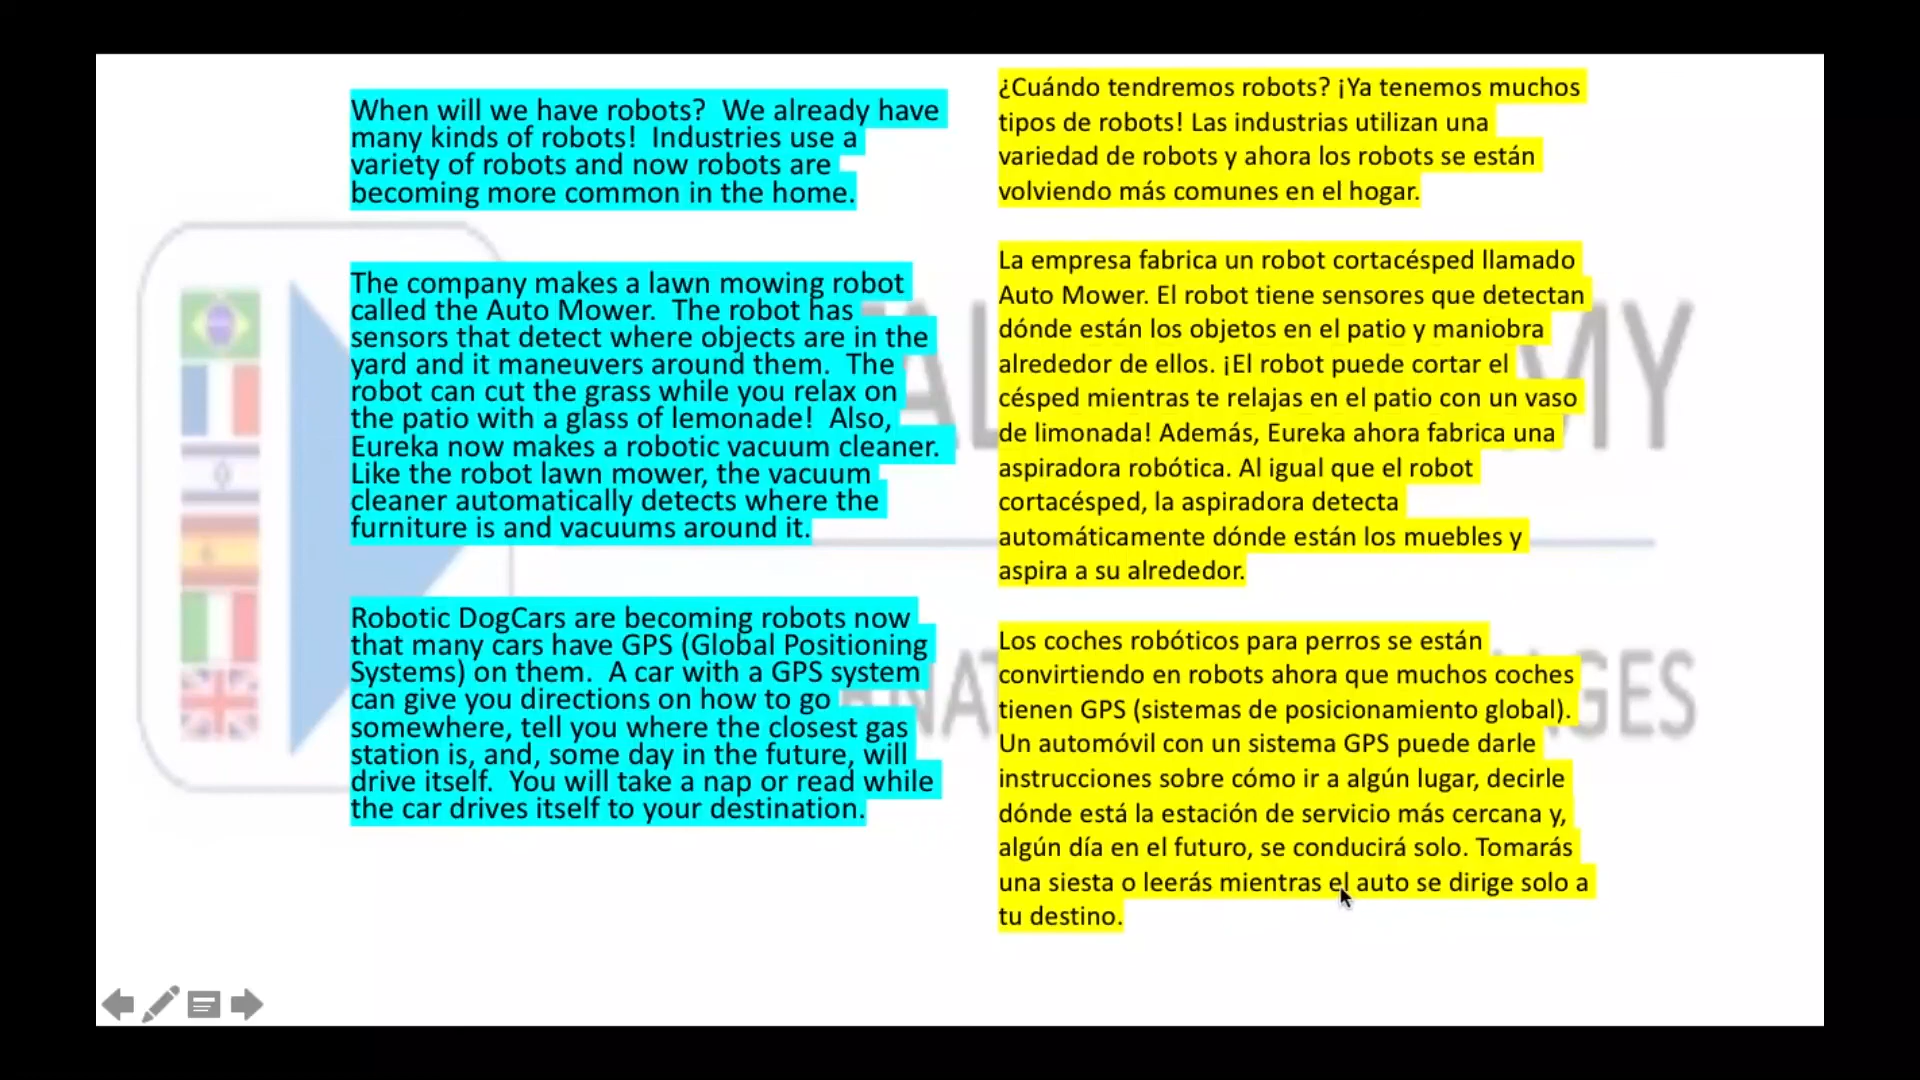 When will we have robots?  We already have
many kinds of robots!  Industries use a
variety of robots and now robots are
becoming more common in the home.
The company makes a lawn mowing robot
called the Auto Mower.  The robot has
sensors that detect where objects are in the
yard and it maneuvers around them.  The
robot can cut the grass while you relax on
the patio with a glass of lemonade!  Also,
Eureka now makes a robotic vacuum cleaner.
Like the robot lawn mower, the vacuum
cleaner automatically detects where the
furniture is and vacuums around it.
Robotic DogCars are becoming robots now
that many cars have GPS (Global Positioning
Systems) on them.  A car with a GPS system
can give you directions on how to go
somewhere, tell you where the closest gas
station is, and, some day in the future, will
drive itself.  You will take a nap or read while
the car drives itself to your destination.
¿Cuándo tendremos robots? ¡Ya tenemos muchos
tipos de robots! Las industrias utilizan una
variedad de robots y ahora los robots se están
volviendo más comunes en el hogar.
La empresa fabrica un robot cortacésped llamado
Auto Mower. El robot tiene sensores que detectan
dónde están los objetos en el patio y maniobra
alrededor de ellos. ¡El robot puede cortar el
césped mientras te relajas en el patio con un vaso
de limonada! Además, Eureka ahora fabrica una
aspiradora robótica. Al igual que el robot
cortacésped, la aspiradora detecta
automáticamente dónde están los muebles y
aspira a su alrededor.
Los coches robóticos para perros se están
convirtiendo en robots ahora que muchos coches
tienen GPS (sistemas de posicionamiento global).
Un automóvil con un sistema GPS puede darle
instrucciones sobre cómo ir a algún lugar, decirle
dónde está la estación de servicio más cercana y,
algún día en el futuro, se conducirá solo. Tomarás
una siesta o leerás mientras el auto se dirige solo a
tu destino.